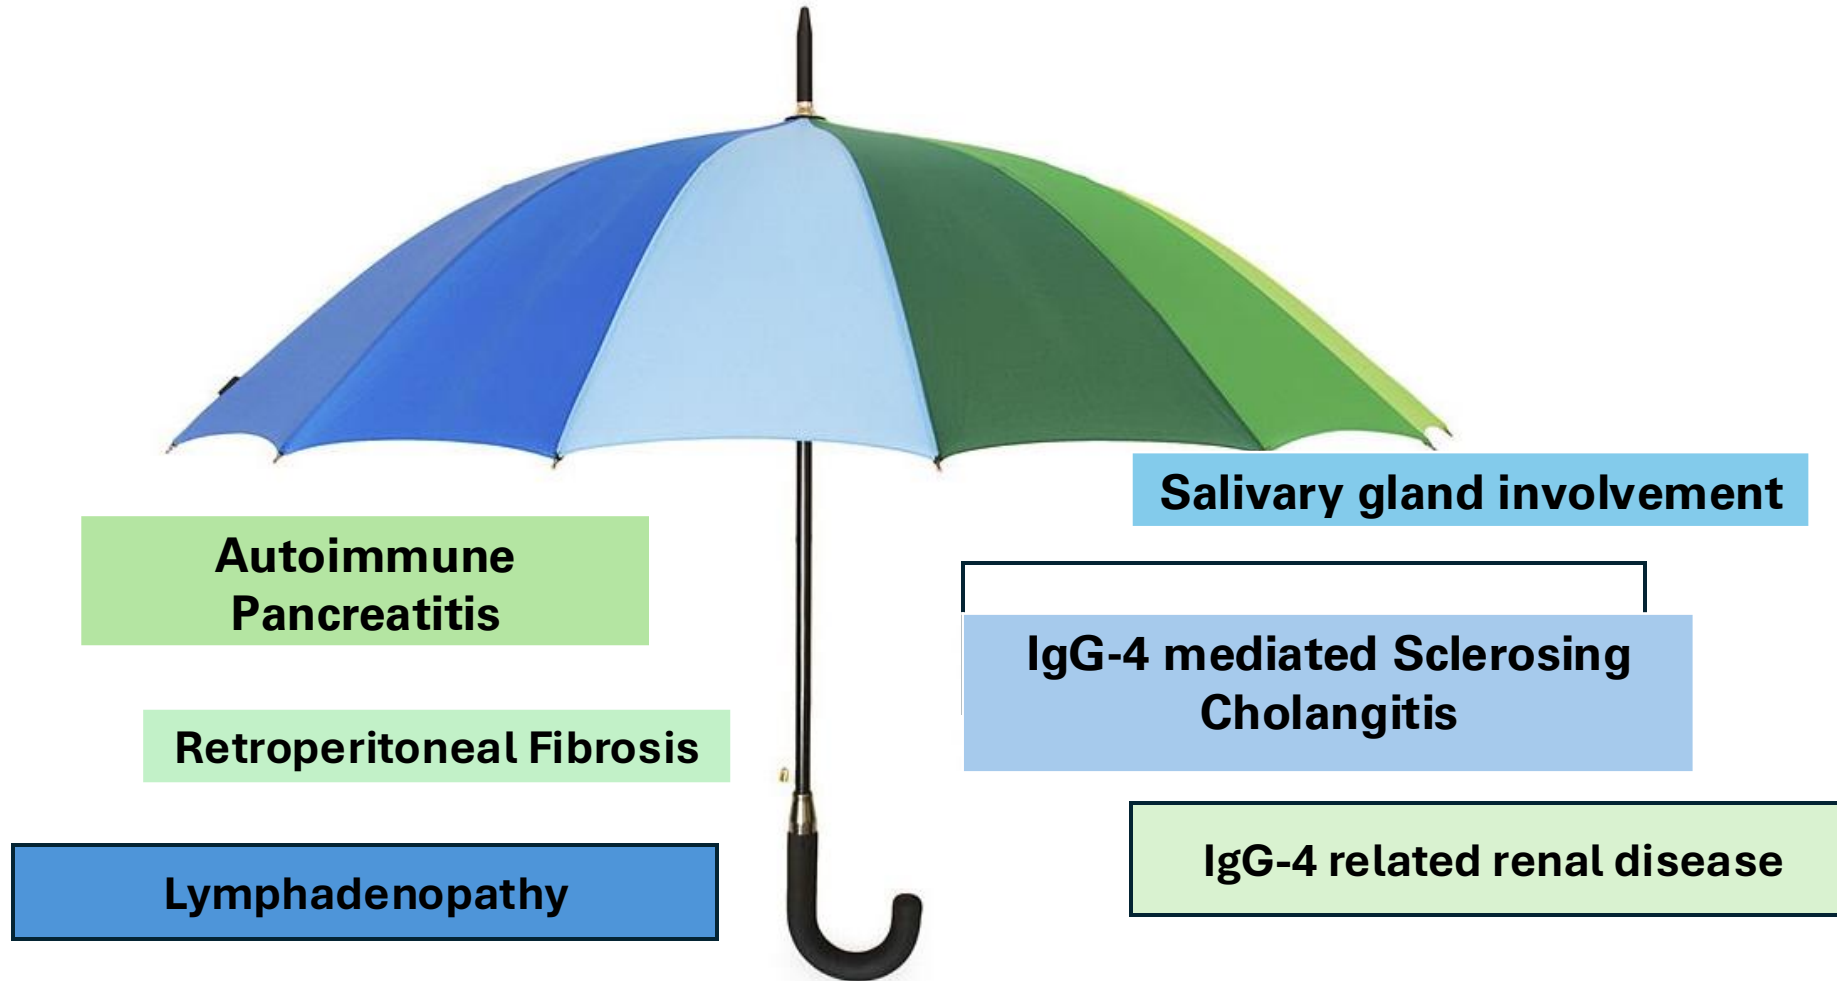 Salivary gland involvement
Autoimmune
Pancreatitis
IgG-4 mediated Sclerosing
Cholangitis
Retroperitoneal Fibrosis
IgG-4 related renal disease
Lymphadenopathy